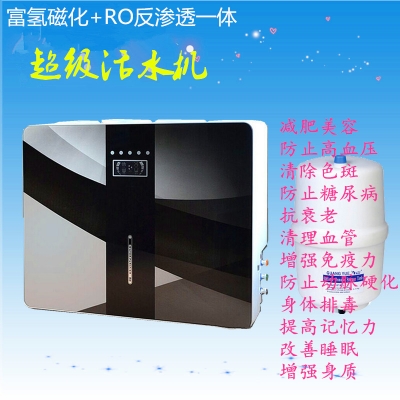 富氢磁化+RO反渗透一体
超级活水机
减肥美容
防止高血压
清除色斑
防止糖尿病
抗衰老
清理血管
增强免疫力
防止动脉硬化
身体排毒
提高记忆力
改善睡眠
增强身质